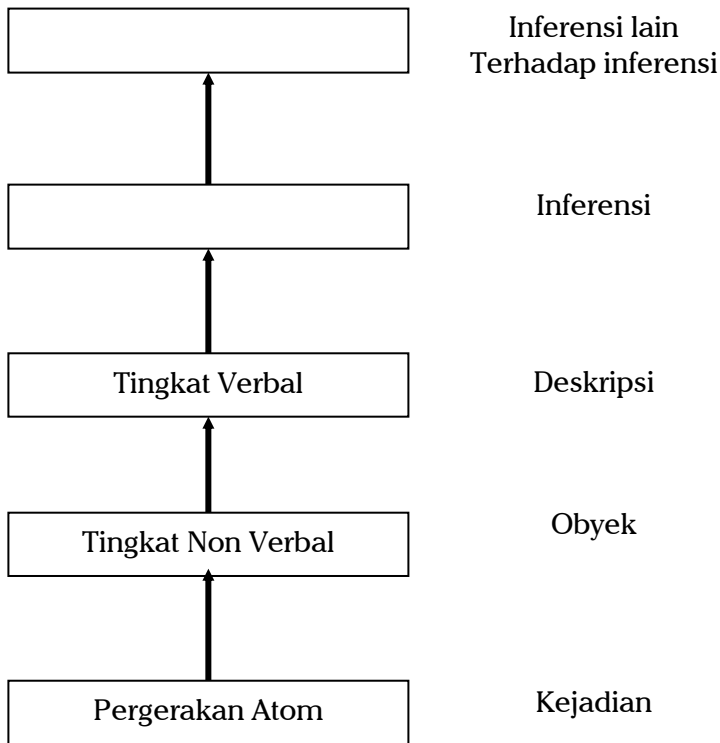 Inferensi lain
Terhadap inferensi
Inferensi
Tingkat Verbal
Deskripsi
Tingkat Non Verbal
Obyek
Pergerakan Atom
Kejadian